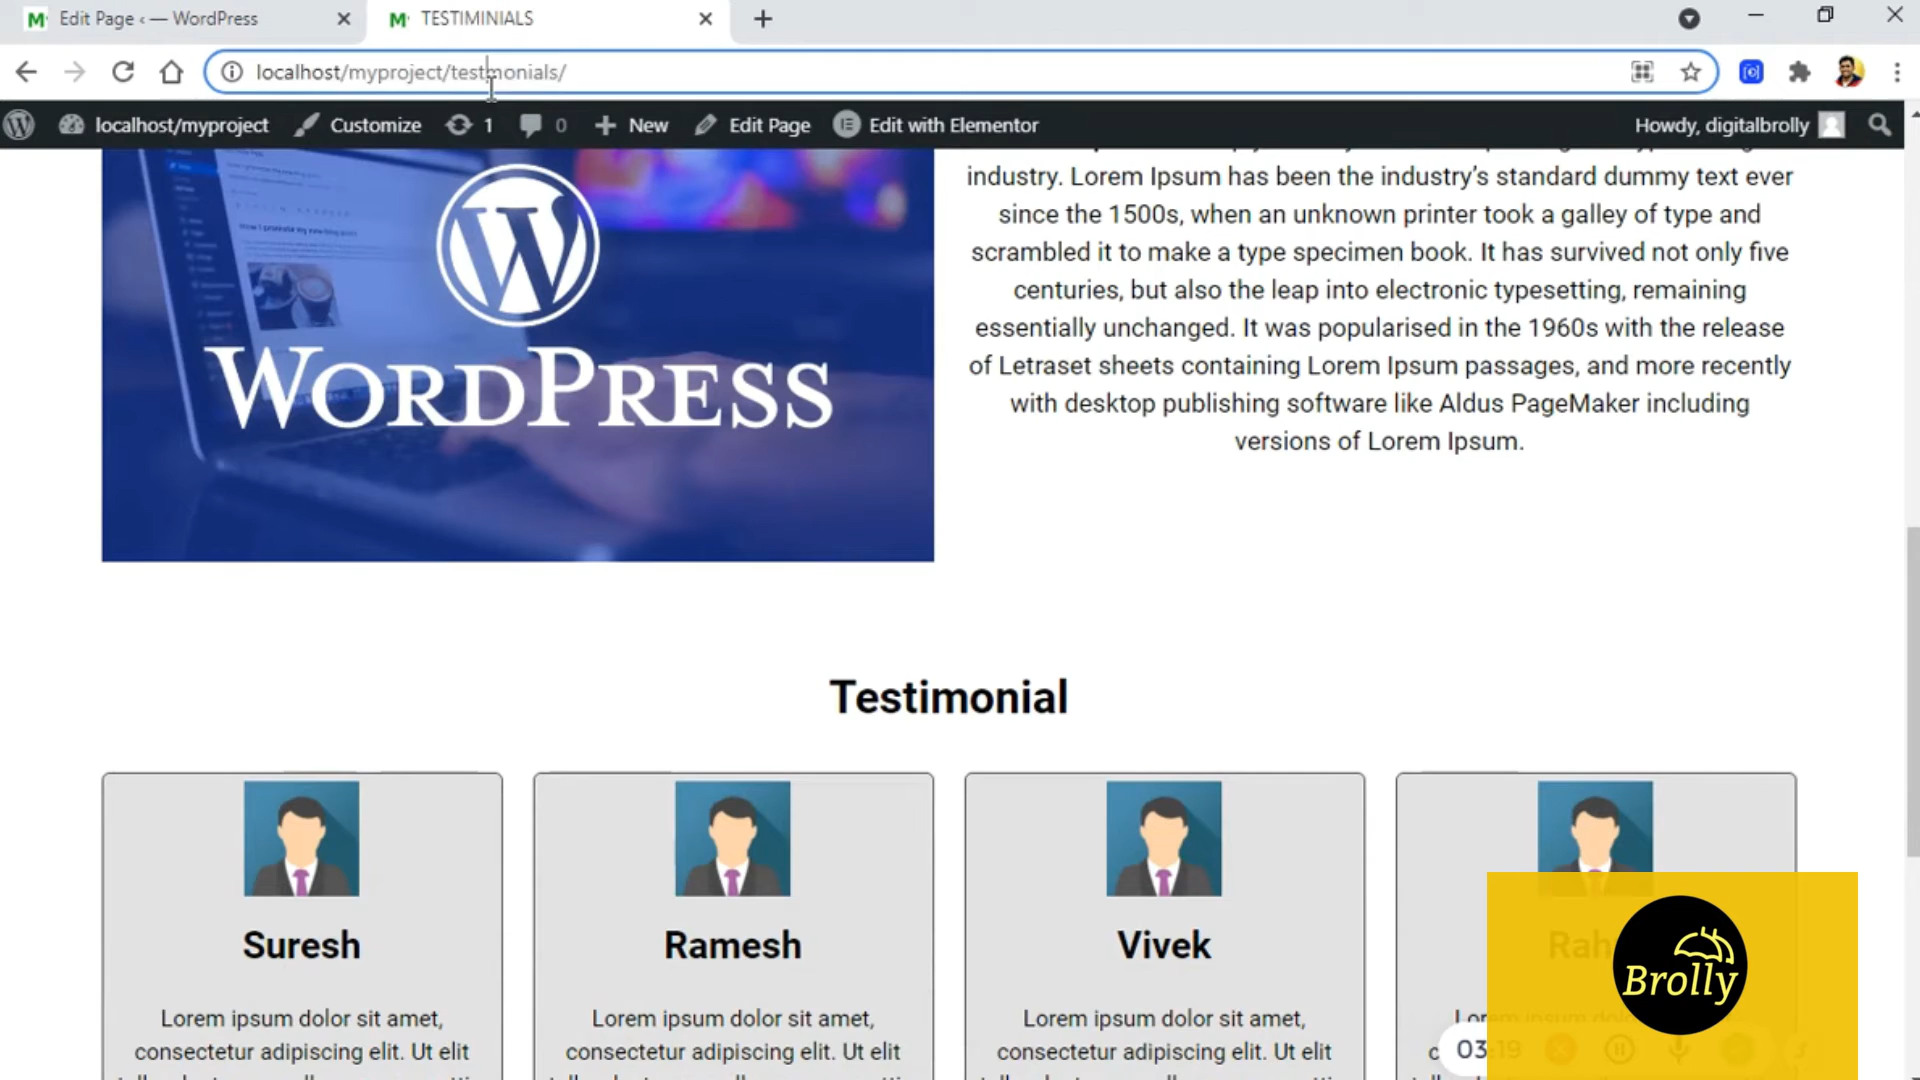 Edit Page ‹ — WordPress
TESTIMINIALS
localhost/myproject/testimonials/
localhost/myproject
Customize
1
0
New
Edit Page
Edit with Elementor
Howdy, digitalbrolly
WORDPRESS
industry. Lorem Ipsum has been the industry’s standard dummy text ever
since the 1500s, when an unknown printer took a galley of type and
scrambled it to make a type specimen book. It has survived not only five
centuries, but also the leap into electronic typesetting, remaining
essentially unchanged. It was popularised in the 1960s with the release
of Letraset sheets containing Lorem Ipsum passages, and more recently
with desktop publishing software like Aldus PageMaker including
versions of Lorem Ipsum.
Testimonial
Suresh
Lorem ipsum dolor sit amet,
consectetur adipiscing elit. Ut elit
Ramesh
Lorem ipsum dolor sit amet,
consectetur adipiscing elit. Ut elit
Vivek
Lorem ipsum dolor sit amet,
consectetur adipiscing elit. Ut elit
Brolly
03:19